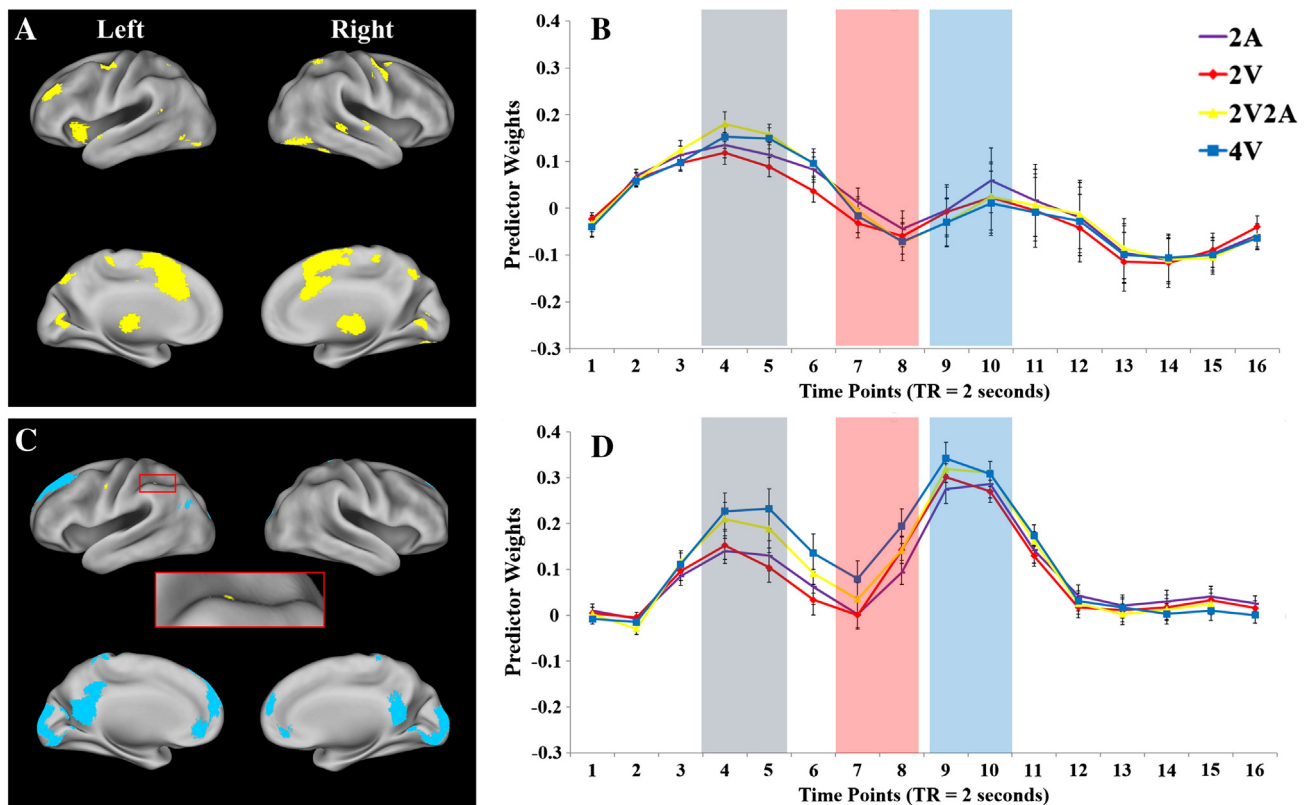 A
Left
Right
B
Predictor Weights
0.4
0.3
0.2
0.1
0
-0.1
-0.2
-0.3
1 2 3 4 5 6 7 8 9 10 11 12 13 14 15 16
Time Points (TR = 2 seconds)
2A
2V
2V2A
4V
C
D
Predictor Weights
0.4
0.3
0.2
0.1
0
-0.1
-0.2
-0.3
1 2 3 4 5 6 7 8 9 10 11 12 13 14 15 16
Time Points (TR = 2 seconds)